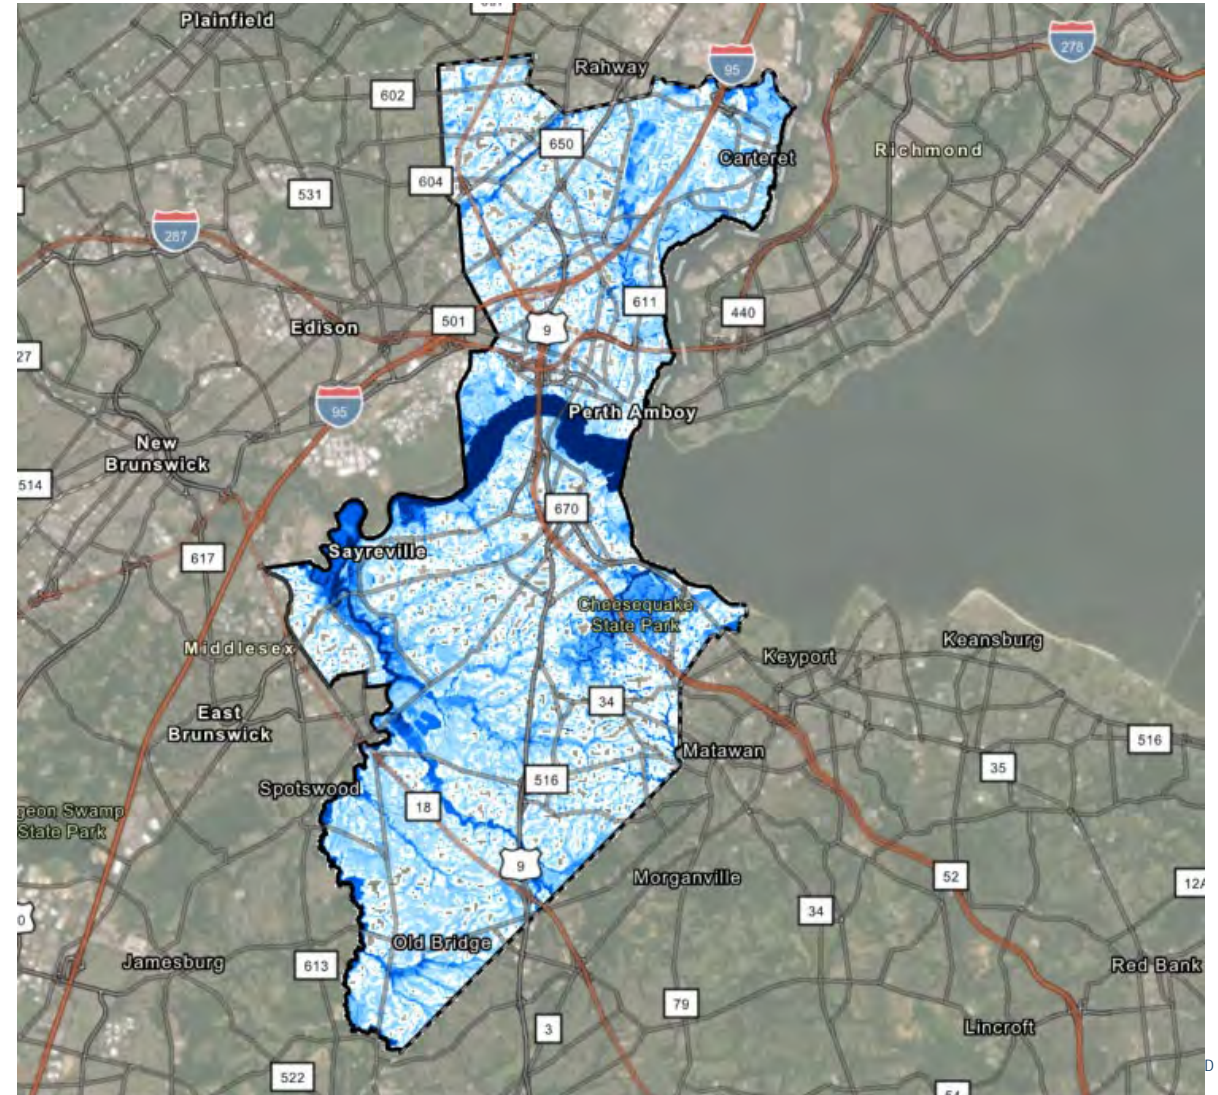 Plainfield
Rahway
95
278
602
650
Carteret
Richmond
604
531
287
611
440
501
9
Edison
27
95
Perth Amboy
New
Brunswick
514
670
Sayreville
617
Cheesequake
State Park
Middlesex
Keansburg
Keyport
34
East
Brunswick
516
Matawan
35
516
Spotswood
18
geon Swamp
State Park
9
Morganville
52
12A
34
0
Old Bridge
Jamesburg
613
Red Bank
79
3
Lincroft
522
D